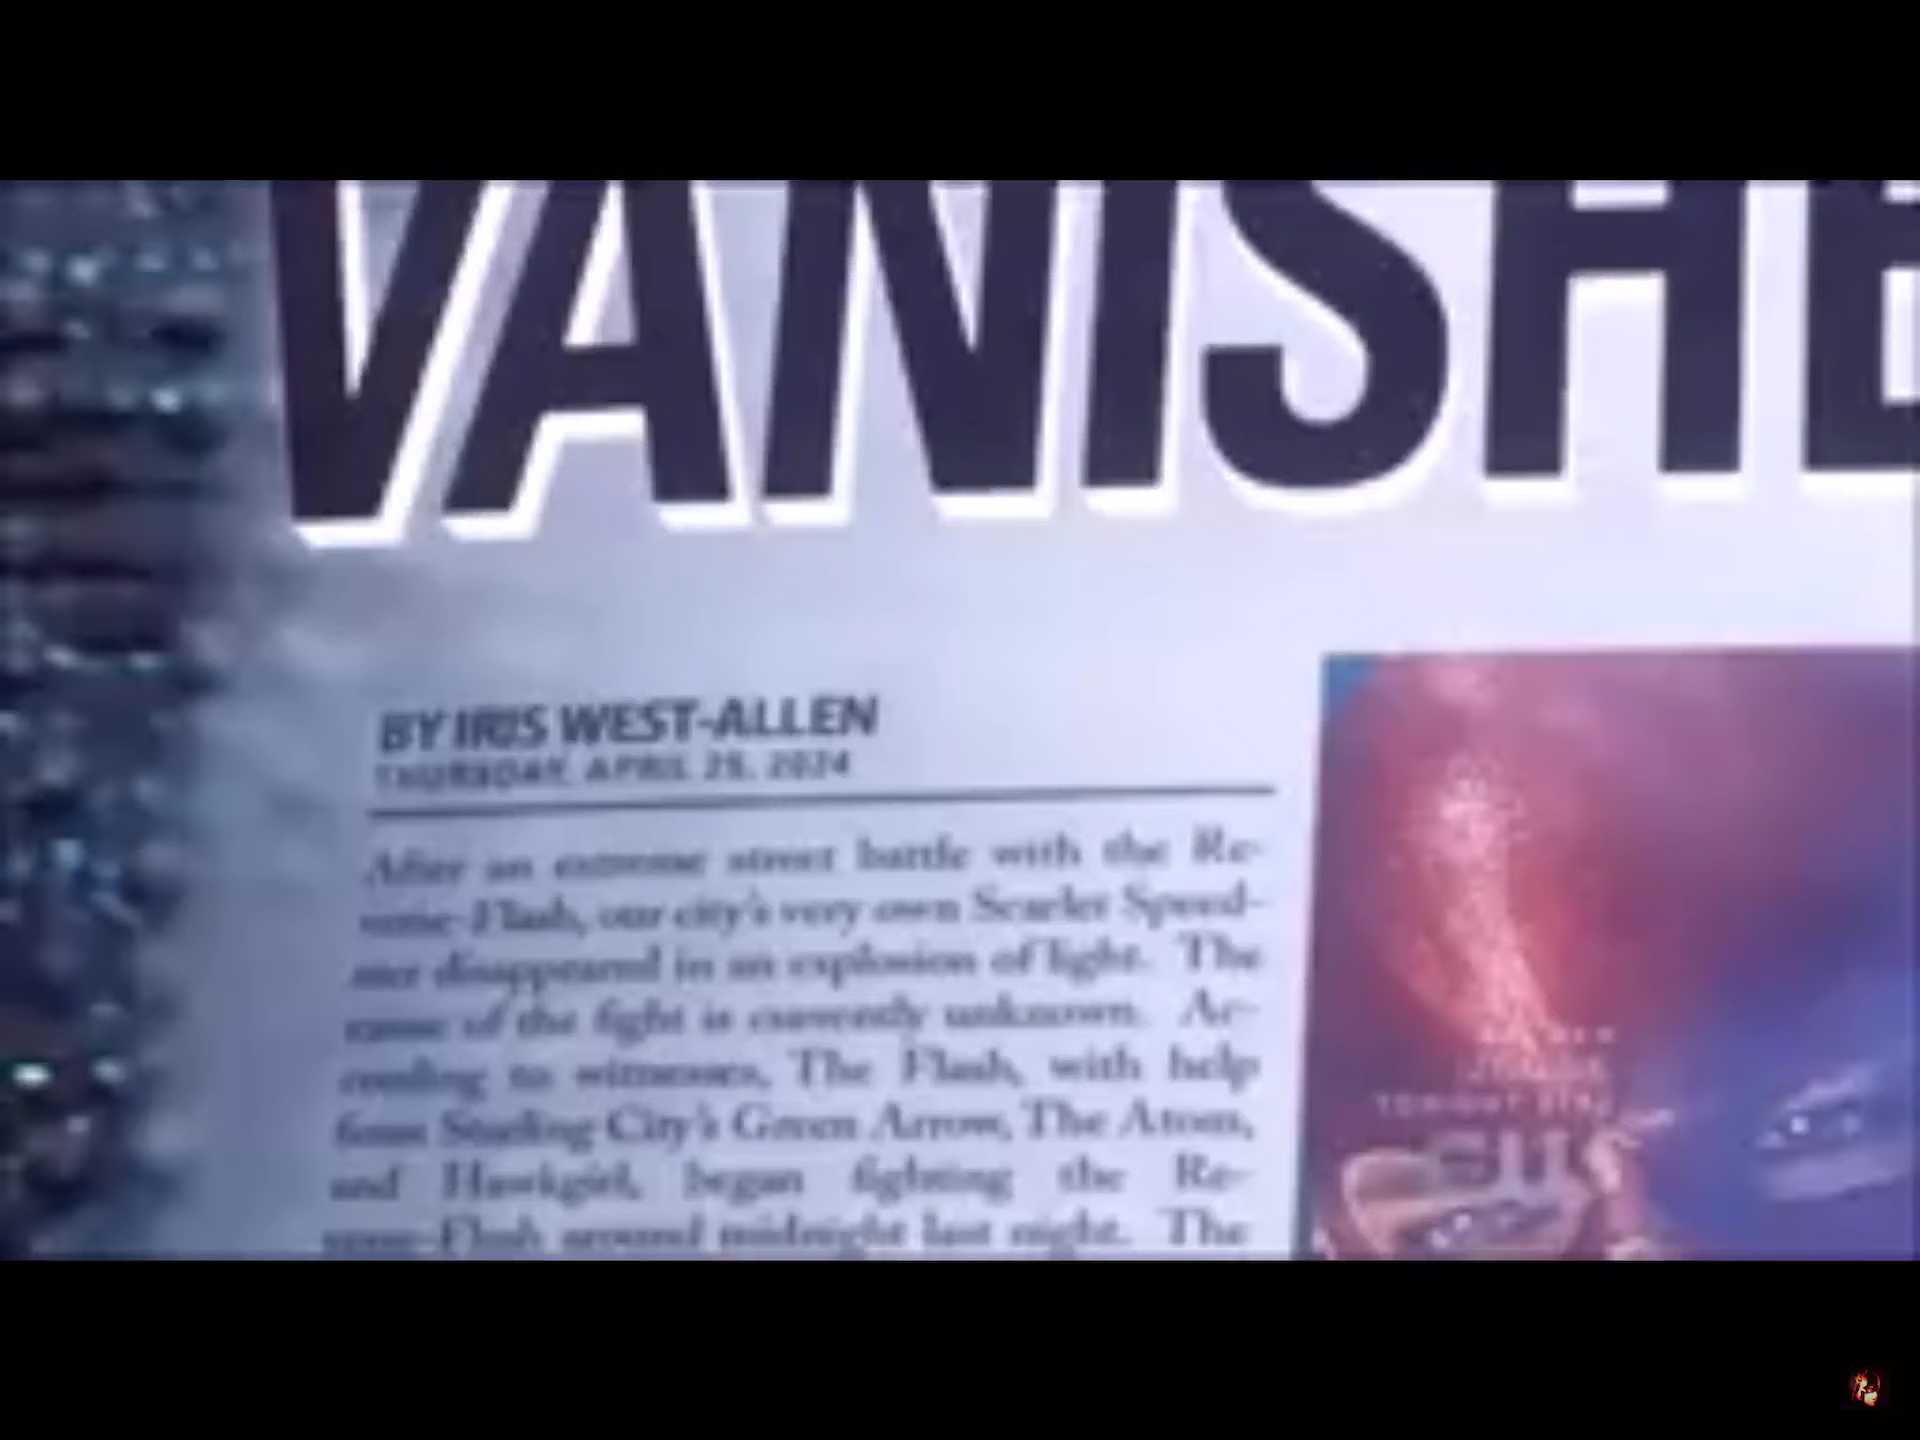 VANISHE
BY IRIS WEST-ALLEN
THURSDAY, APRIL 25, 2024
After an extreme street battle with the Re-
verse-Flash, our city's very own Scarlet Speed-
ster disappeared in an explosion of light. The
cause of the fight is currently unknown. Ac-
cording to witnesses, The Flash, with help
from Starling City's Green Arrow, The Atom,
and Hawkgirl, began fighting the Re-
verse-Flash around midnight last night. The
CW